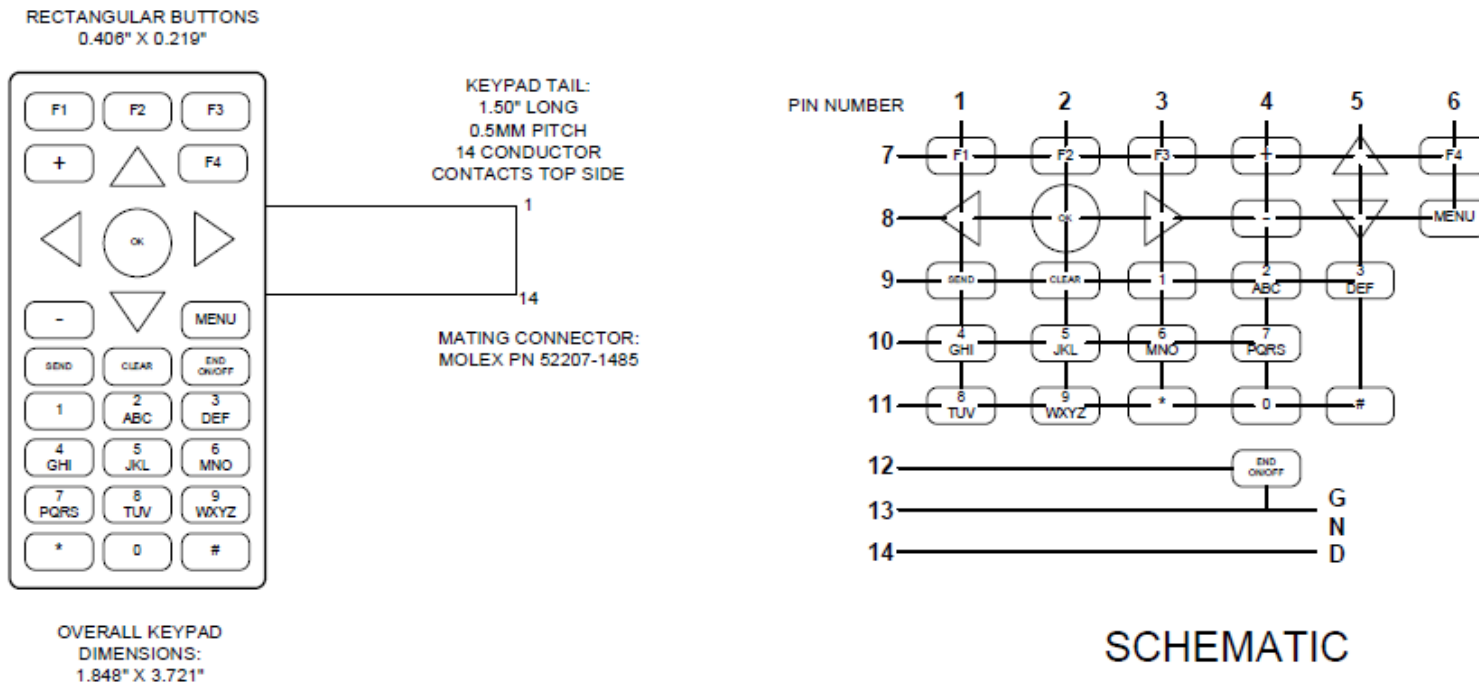 RECTANGULAR BUTTONS
0.406" X 0.219"
F1 F2 F3
+ F4
OK
- MENU
SEND CLEAR END ON/OFF
1 2 ABC 3 DEF
4 GHI 5 JKL 6 MNO
7 PQRS 8 TUV 9 WXYZ
* 0 #
OVERALL KEYPAD
DIMENSIONS:
1.848" X 3.721"
KEYPAD TAIL:
1.50" LONG
0.5MM PITCH
14 CONDUCTOR
CONTACTS TOP SIDE
1
14
MATING CONNECTOR:
MOLEX PN 52207-1485
PIN NUMBER 1 2 3 4 5 6
7 F1 F2 F3 + F4
8 OK - MENU
9 SEND CLEAR 1 2 ABC 3 DEF
10 4 GHI 5 JKL 6 MNO 7 PQRS
11 8 TUV 9 WXYZ * 0 #
12 END ON/OFF
13
14
GND
SCHEMATIC